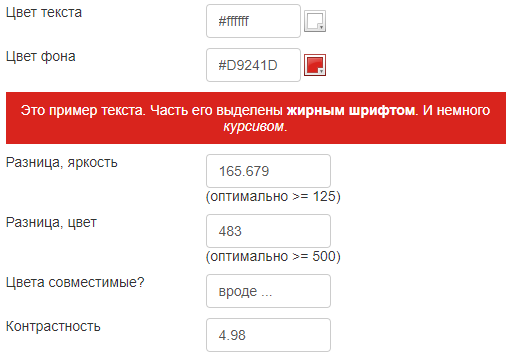 Цвет текста #ffffff
Цвет фона #D9241D
Это пример текста. Часть его выделены жирным шрифтом. И немного
курсивом.
Разница, яркость 165.679
(оптимально >= 125)
Разница, цвет 483
(оптимально >= 500)
Цвета совместимые? вроде ...
Контрастность 4.98